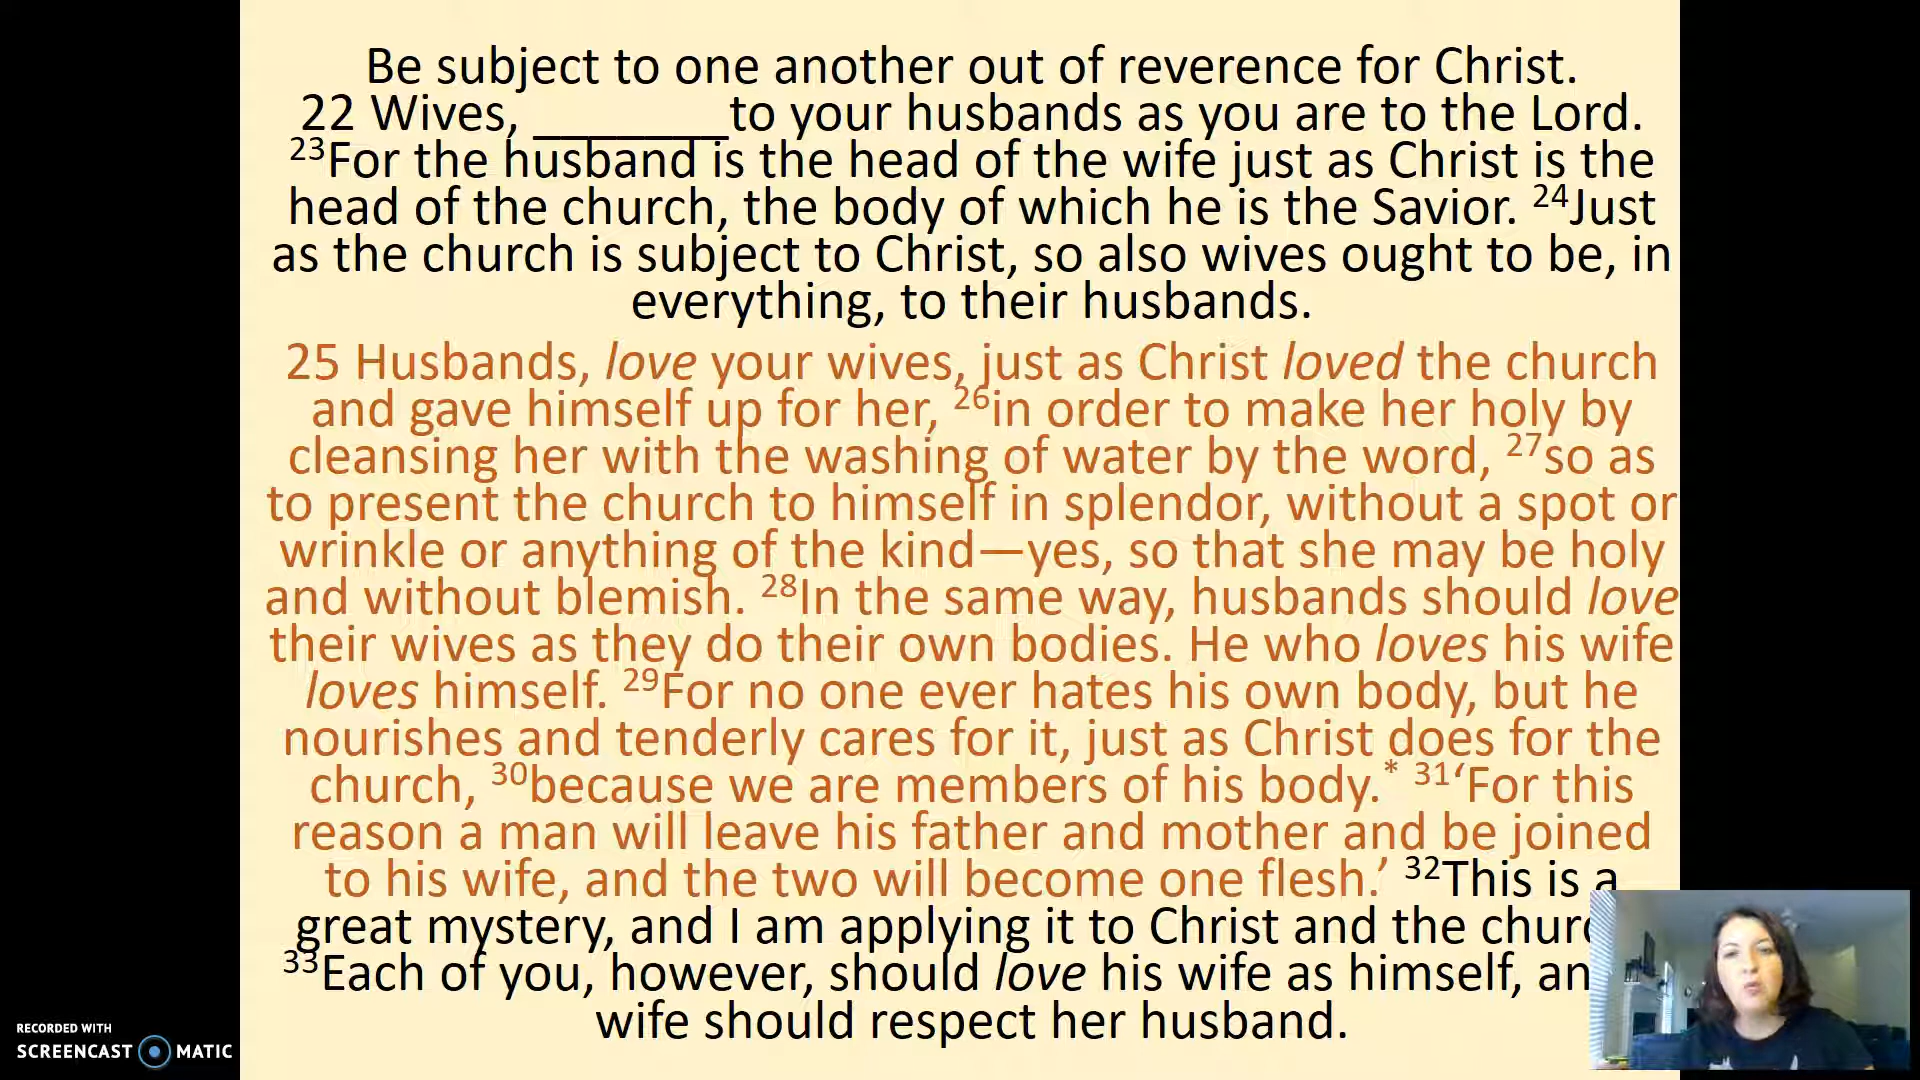 Be subject to one another out of reverence for Christ.
22 Wives, _______to your husbands as you are to the Lord.
23For the husband is the head of the wife just as Christ is the
head of the church, the body of which he is the Savior. 24Just
as the church is subject to Christ, so also wives ought to be, in
everything, to their husbands.
25 Husbands, love your wives, just as Christ loved the church
and gave himself up for her, 26in order to make her holy by
cleansing her with the washing of water by the word, 27so as
to present the church to himself in splendor, without a spot or
wrinkle or anything of the kind—yes, so that she may be holy
and without blemish. 28In the same way, husbands should love
their wives as they do their own bodies. He who loves his wife
loves himself. 29For no one ever hates his own body, but he
nourishes and tenderly cares for it, just as Christ does for the
church, 30because we are members of his body.* 31‘For this
reason a man will leave his father and mother and be joined
to his wife, and the two will become one flesh.’ 32This is a
great mystery, and I am applying it to Christ and the
33Each of you, however, should love his wife as himself,
wife should respect her husband.
RECORDED WITH
SCREENCAST MATIC